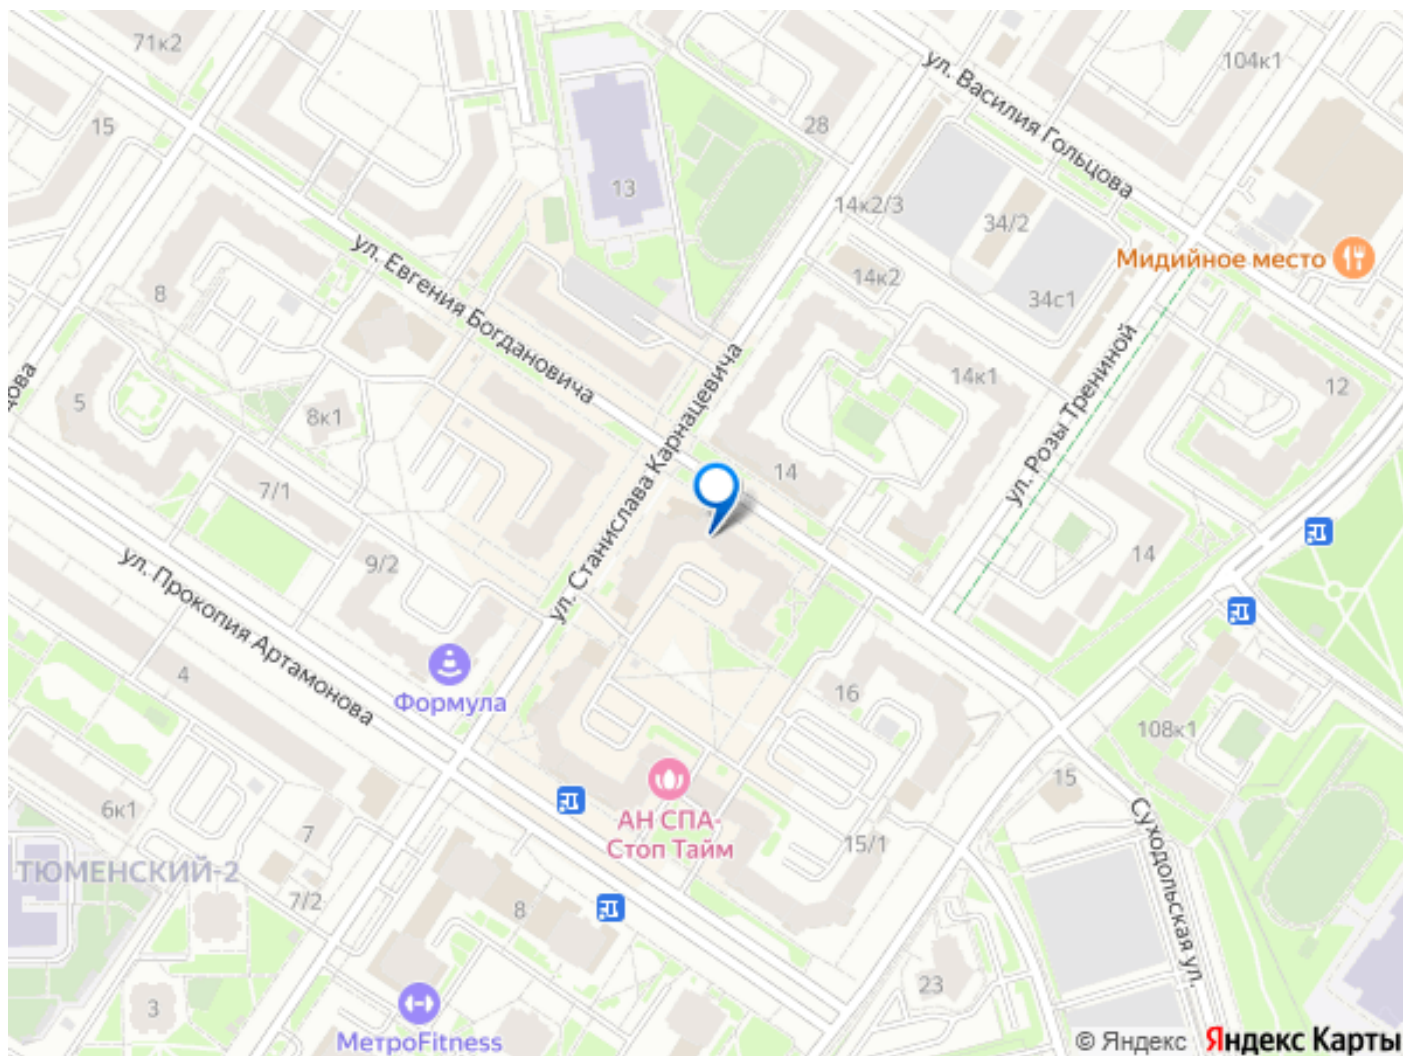 71к2
104к1
ул. Василия Гольцова
15
28
13
14к2/3
34/2
ул. Евгения Богдановича
Мидийное место
14к2
8
34с1
ул. Станислава Карнацевича
ул. Розы Трениной
дова
5
8к1
14к1
12
14
7/1
9/2
14
ул. Прокопия Артамонова
Формула
4
16
108к1
15
АН СПА-
Стоп Тайм
6к1
7
15/1
Суходольская ул.
ТЮМЕНСКИЙ-2
7/2
8
23
3
МетроFitness
© Яндекс Яндекс Карты